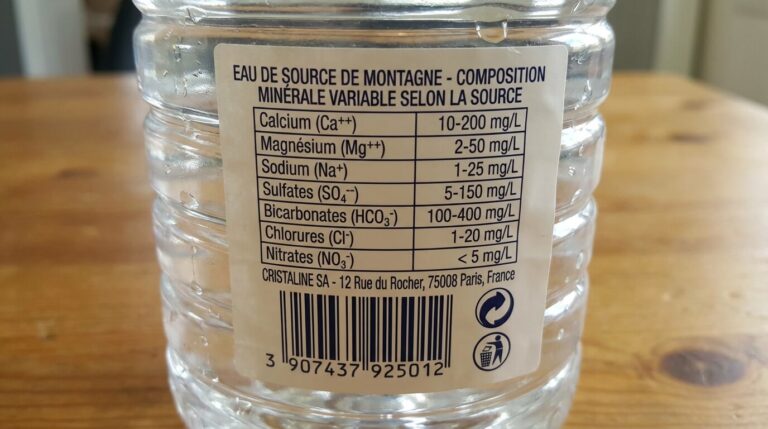 EAU DE SOURCE DE MONTAGNE - COMPOSITION
MINÉRALE VARIABLE SELON LA SOURCE
Calcium (Ca⁺⁺) 10-200 mg/L
Magnésium (Mg⁺⁺) 2-50 mg/L
Sodium (Na⁺) 1-25 mg/L
Sulfates (SO₄⁻⁻) 5-150 mg/L
Bicarbonates (HCO₃⁻) 100-400 mg/L
Chlorures (Cl⁻) 1-20 mg/L
Nitrates (NO₃⁻) < 5 mg/L
CRISTALINE SA - 12 Rue du Rocher, 75008 Paris, France
3 907437 925012